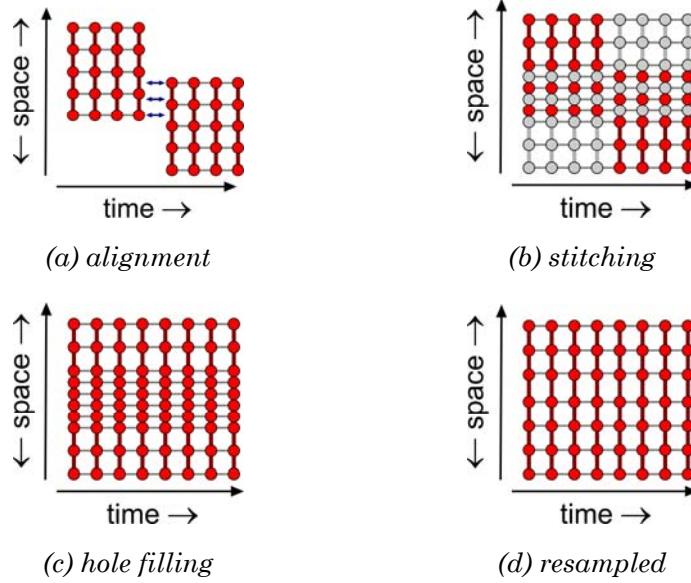 ← space →
time →
(a) alignment
← space →
time →
(b) stitching
← space →
time →
(c) hole filling
← space →
time →
(d) resampled